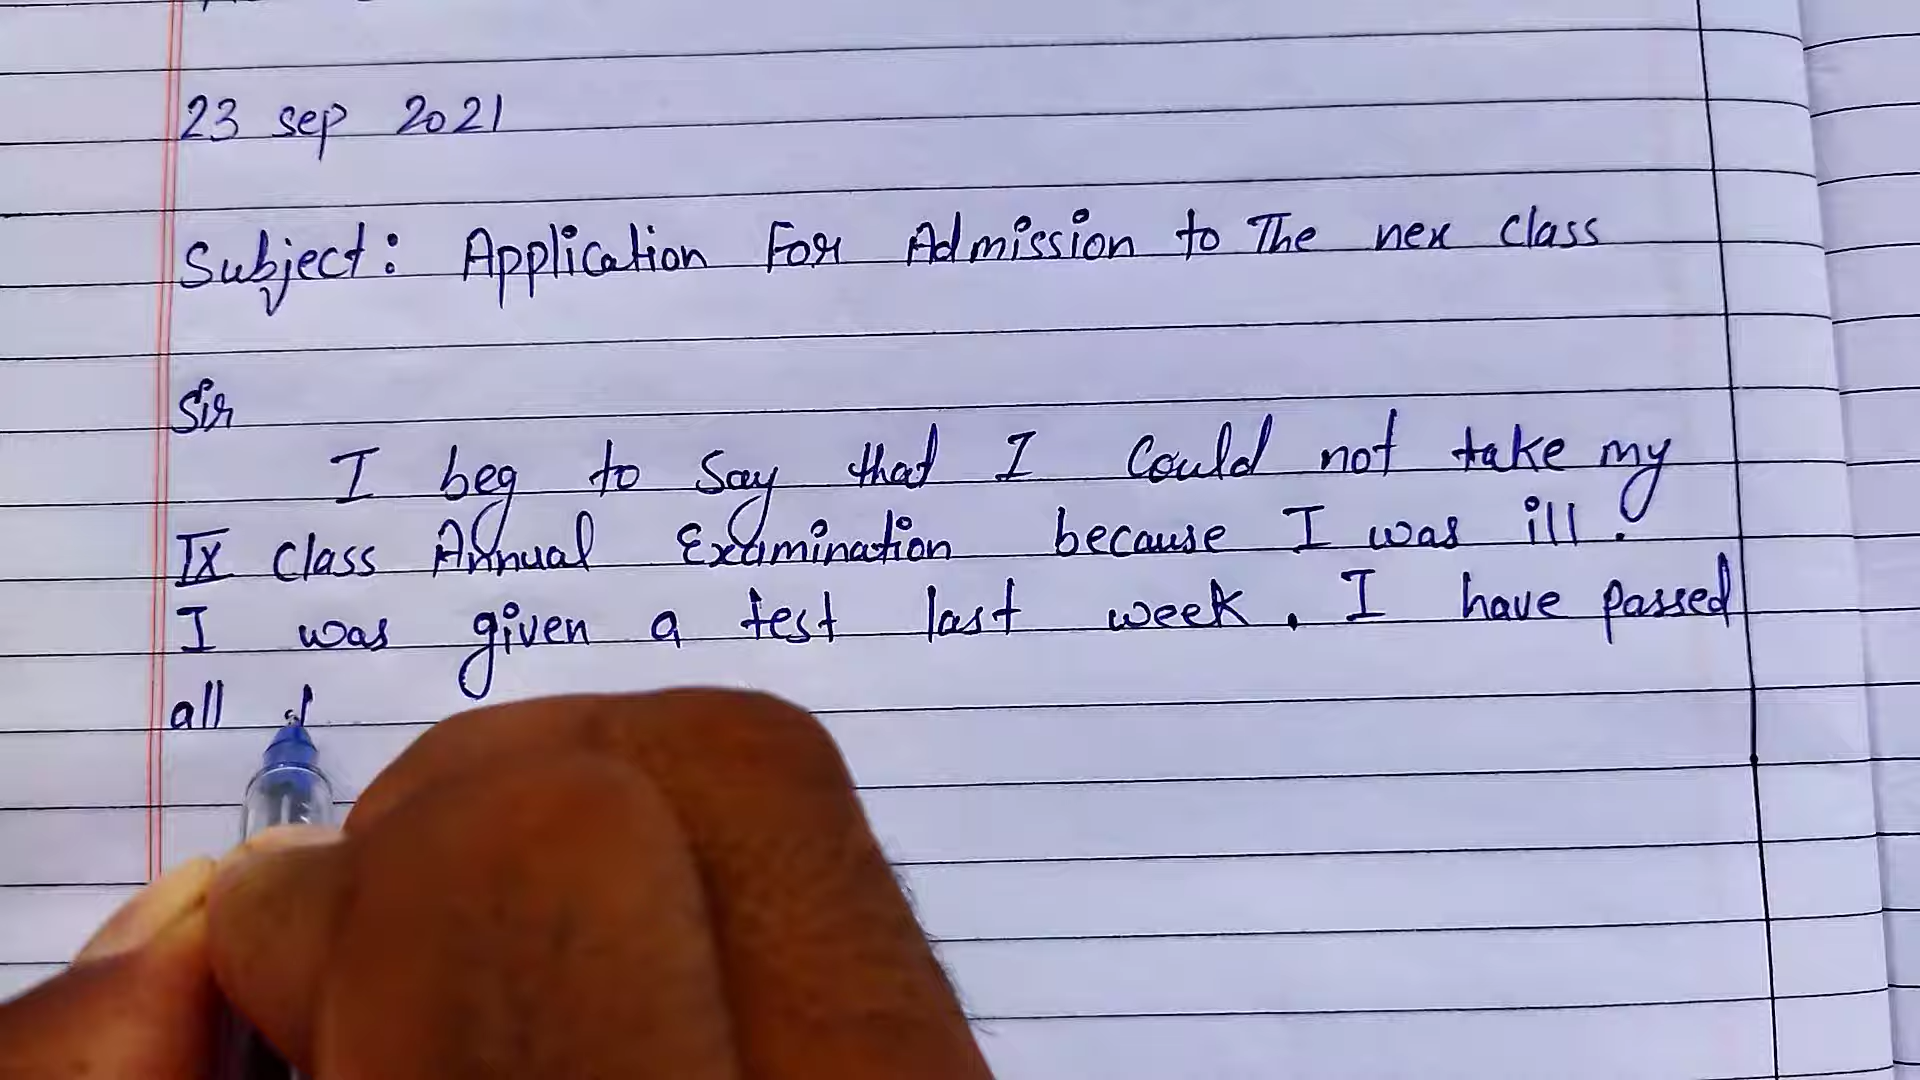 23 sep 2021
Subject: Application For Admission to The nex class
Sir
I beg to say that I could not take my
IX class Annual Examination because I was ill.
I was given a test last week. I have passed
all